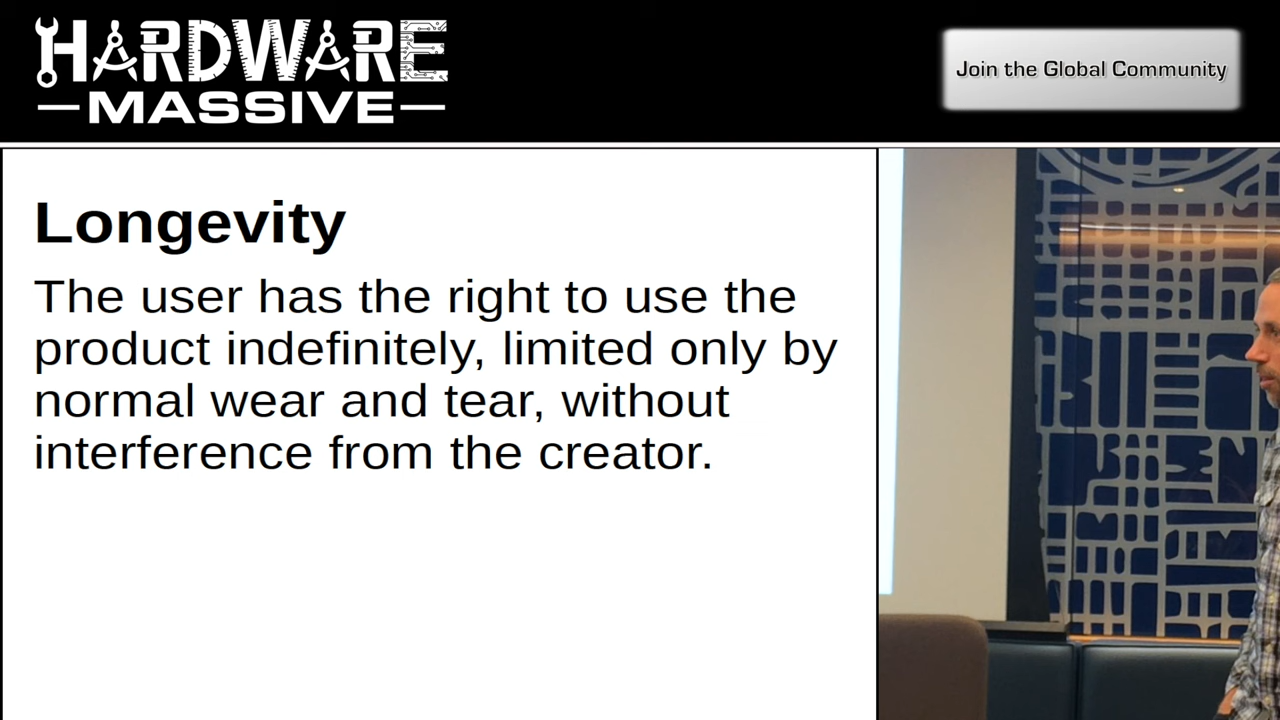 HARDWARE
MASSIVE
Join the Global Community
Longevity
The user has the right to use the
product indefinitely, limited only by
normal wear and tear, without
interference from the creator.